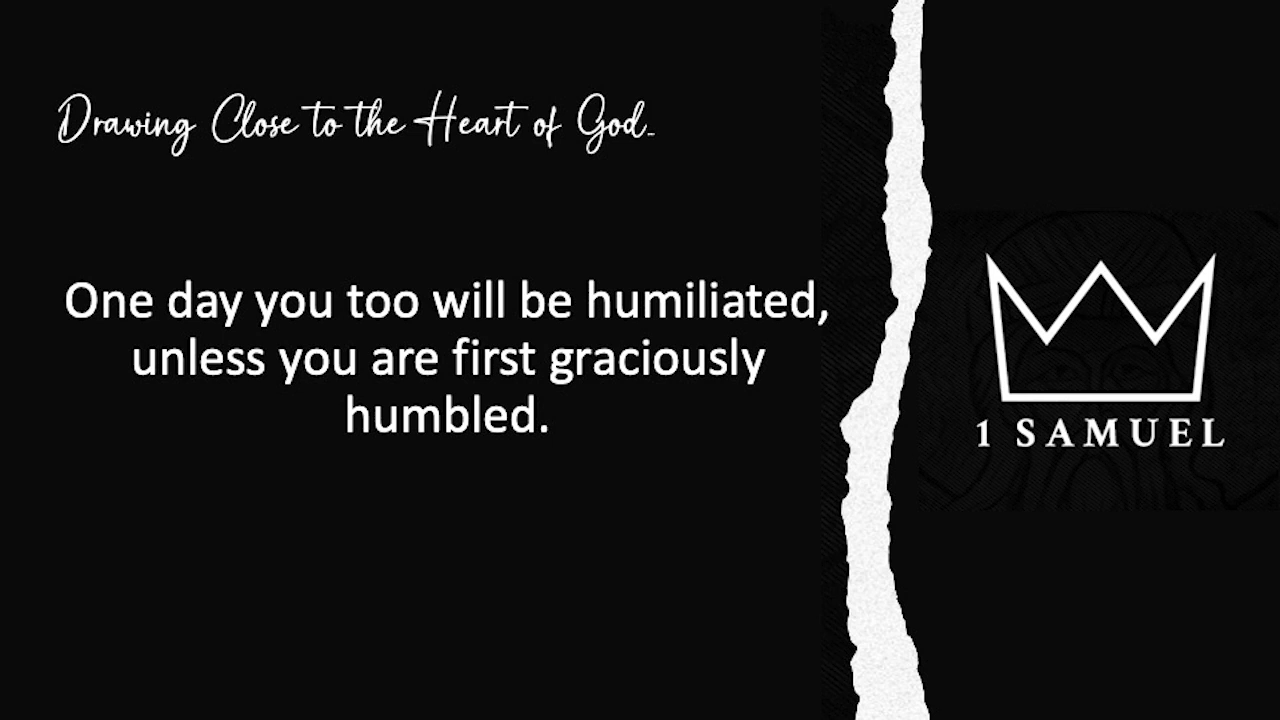 Drawing Close to the Heart of God...
One day you too will be humiliated,
unless you are first graciously
humbled.
1 SAMUEL